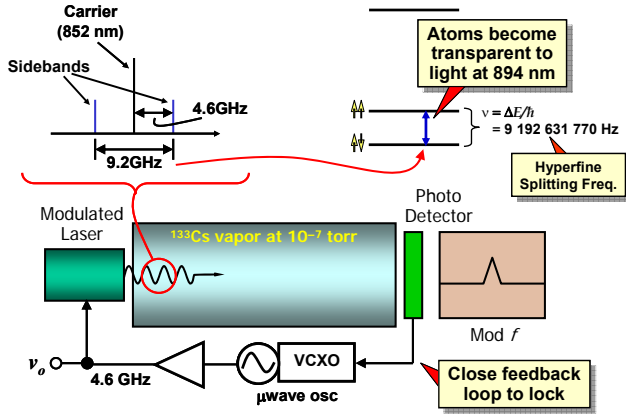 Carrier
(852 nm)
Sidebands
4.6GHz
9.2GHz
Atoms become
transparent to
light at 894 nm
ν = ΔE/ħ
= 9 192 631 770 Hz
Hyperfine
Splitting Freq.
Modulated
Laser
¹³³Cs vapor at 10⁻⁷ torr
Photo
Detector
Mod f
vₒ
4.6 GHz
VCXO
μwave osc
Close feedback
loop to lock